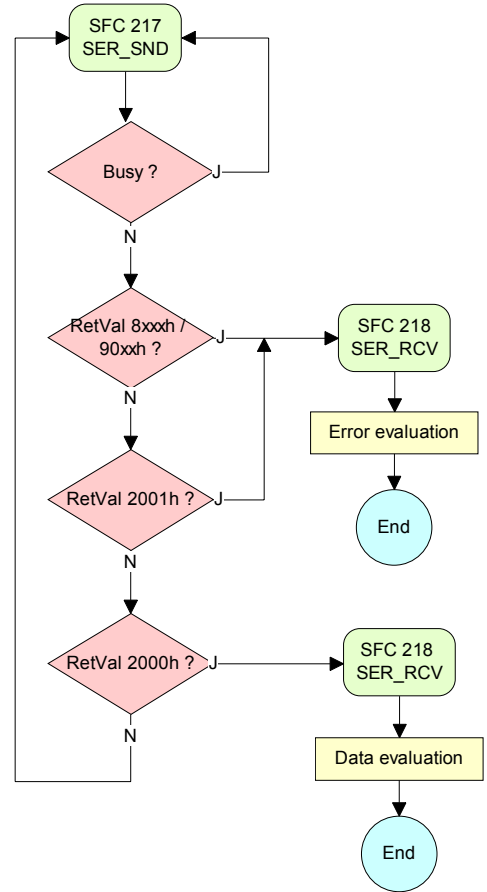 SFC 217
SER_SND
Busy ?
J
N
RetVal 8xxxh /
90xxh ?
J
SFC 218
SER_RCV
N
Error evaluation
RetVal 2001h ?
J
End
N
RetVal 2000h ?
J
SFC 218
SER_RCV
N
Data evaluation
End